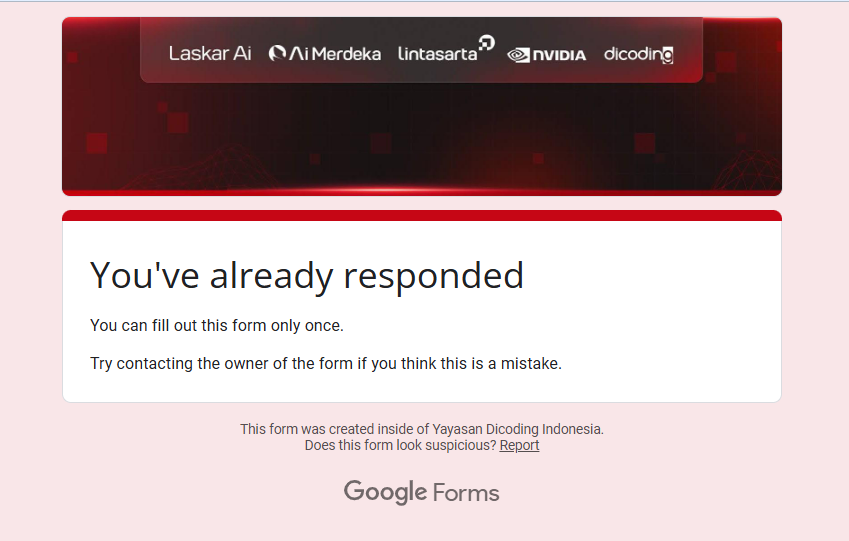 Laskar Ai Ai Merdeka lintasarta NVIDIA dicoding
You've already responded
You can fill out this form only once.
Try contacting the owner of the form if you think this is a mistake.
This form was created inside of Yayasan Dicoding Indonesia.
Does this form look suspicious? Report
Google Forms